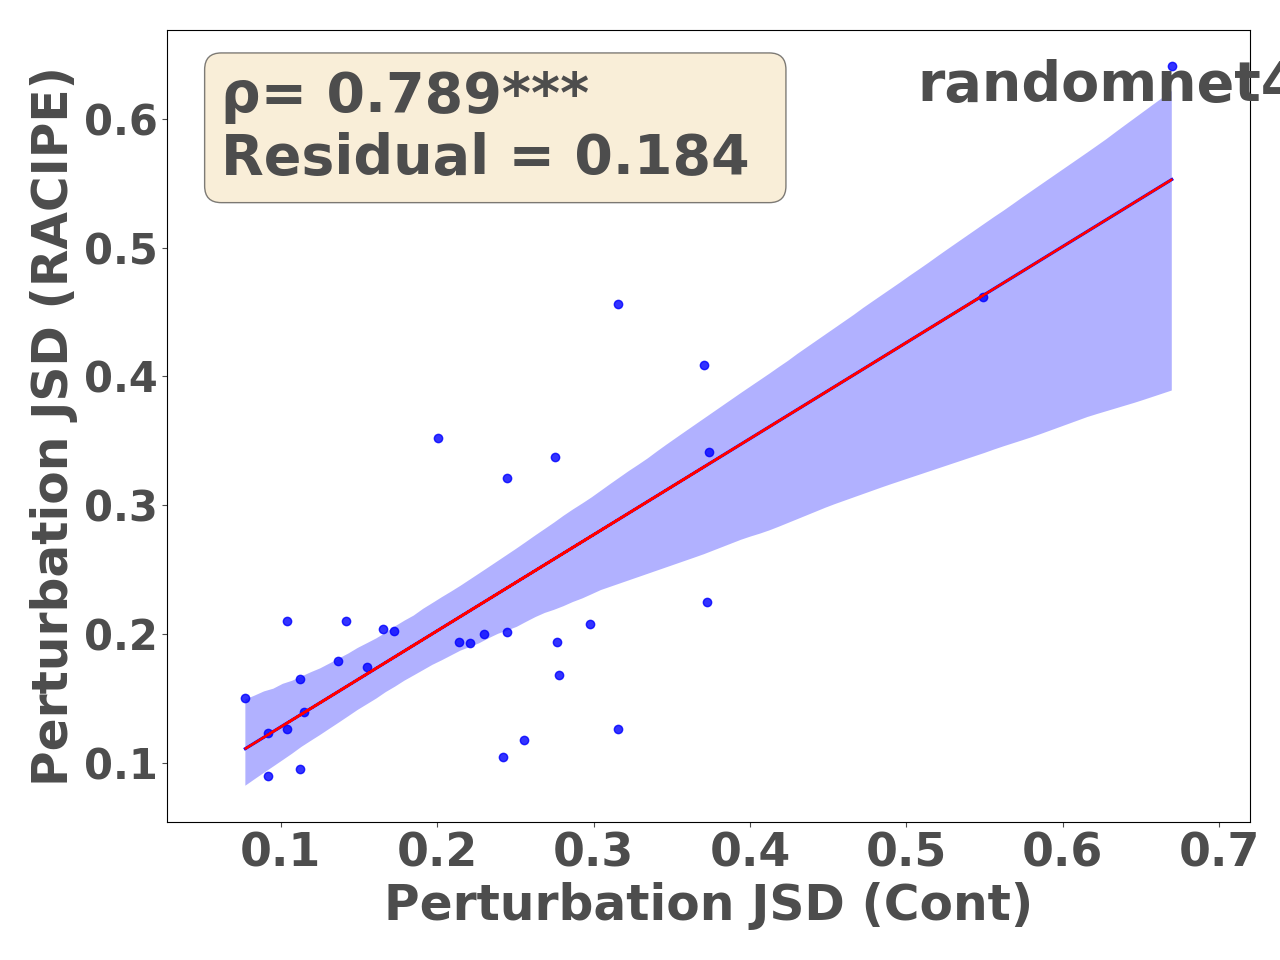 ρ= 0.789***
Residual = 0.184
randomnet4
Perturbation JSD (RACIPE)
0.6
0.5
0.4
0.3
0.2
0.1
0.1 0.2 0.3 0.4 0.5 0.6 0.7
Perturbation JSD (Cont)